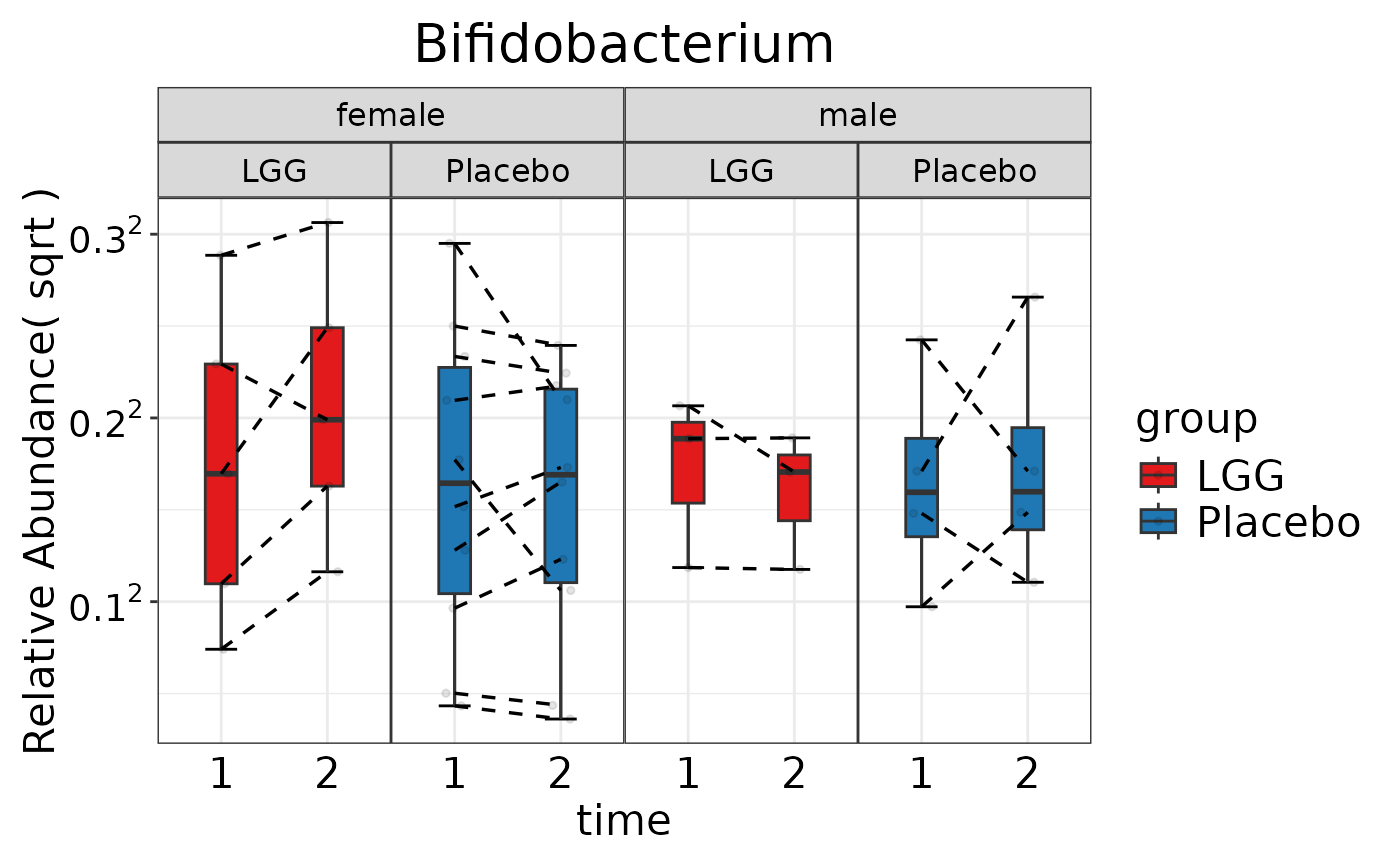 Bifidobacterium
female male
LGG Placebo LGG Placebo
Relative Abundance( sqrt )
0.3²
0.2²
0.1²
1 2 1 2 1 2 1 2
time
group
LGG
Placebo